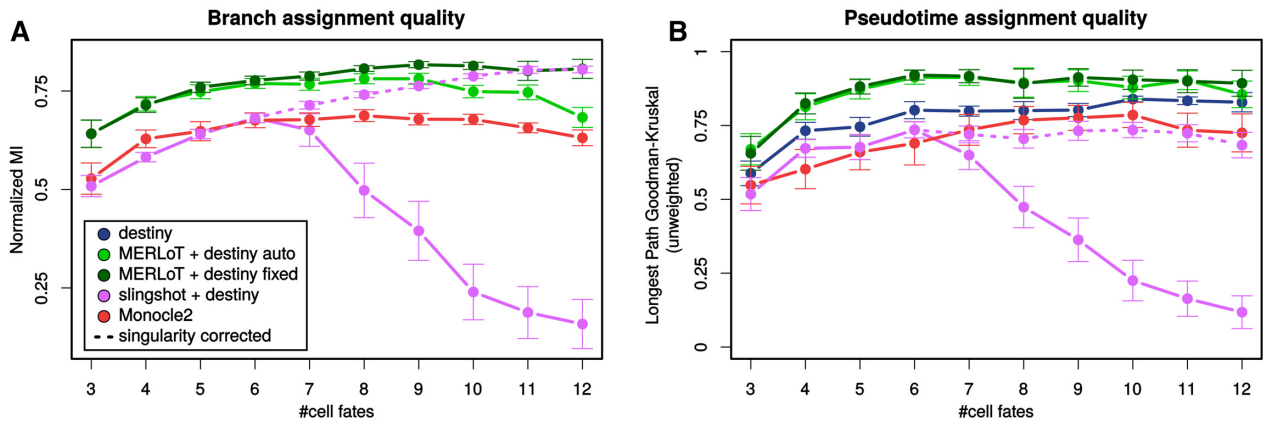 A
Branch assignment quality
Normalized MI
0.75
0.5
0.25
destiny
MERLoT + destiny auto
MERLoT + destiny fixed
slingshot + destiny
Monocle2
singularity corrected
3 4 5 6 7 8 9 10 11 12
#cell fates
B
Pseudotime assignment quality
Longest Path Goodman-Kruskal
(unweighted)
1
0.75
0.5
0.25
0
3 4 5 6 7 8 9 10 11 12
#cell fates